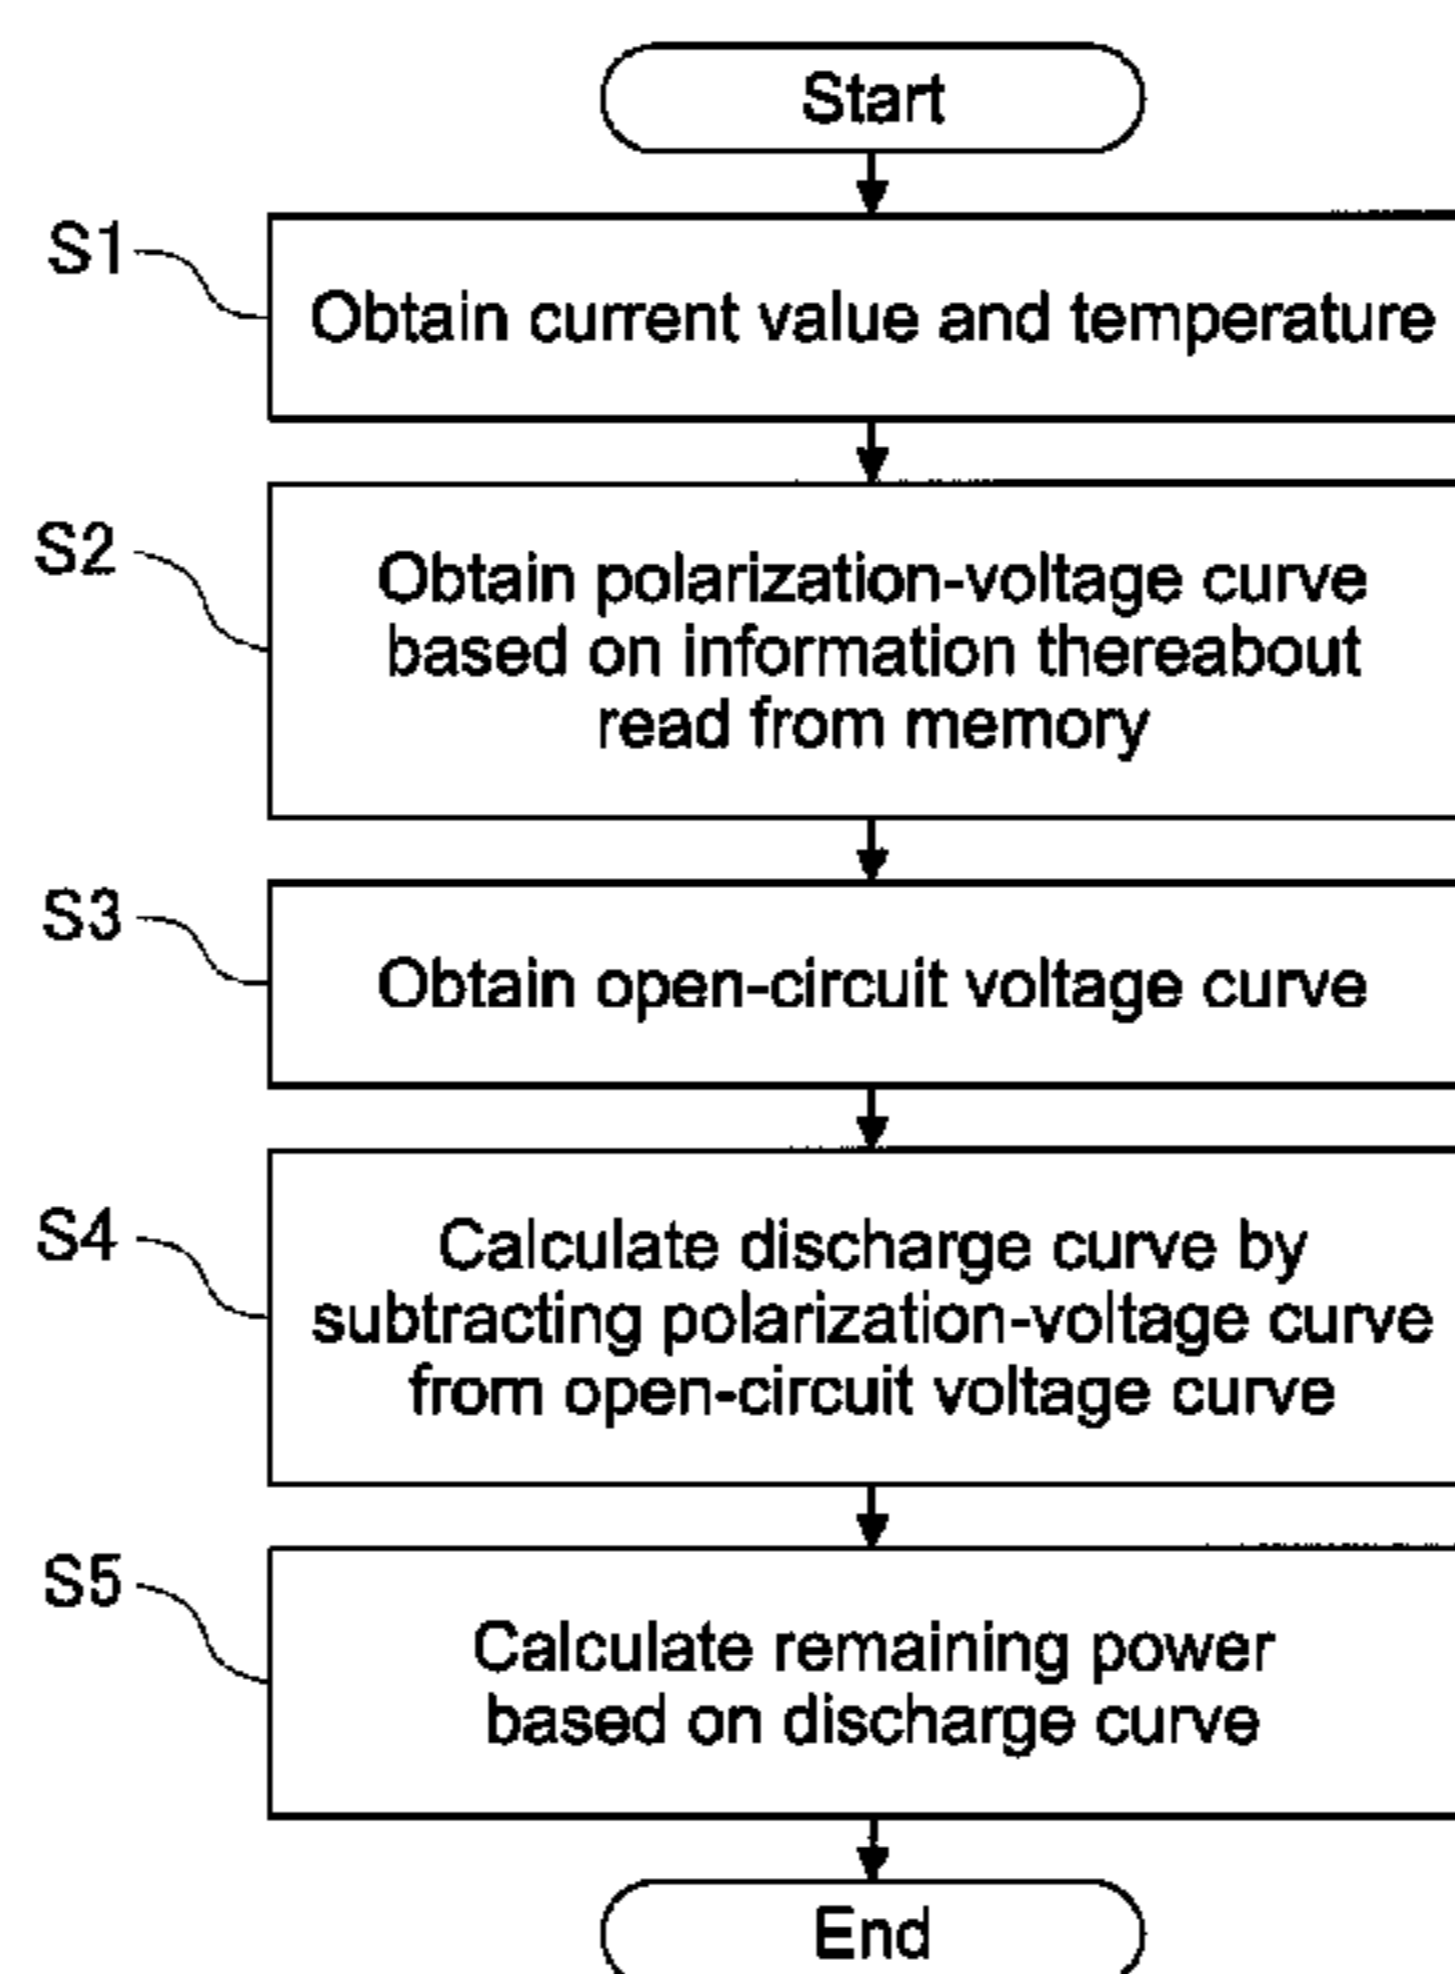 Start
S1
Obtain current value and temperature
S2
Obtain polarization-voltage curve
based on information thereabout
read from memory
S3
Obtain open-circuit voltage curve
S4
Calculate discharge curve by
subtracting polarization-voltage curve
from open-circuit voltage curve
S5
Calculate remaining power
based on discharge curve
End